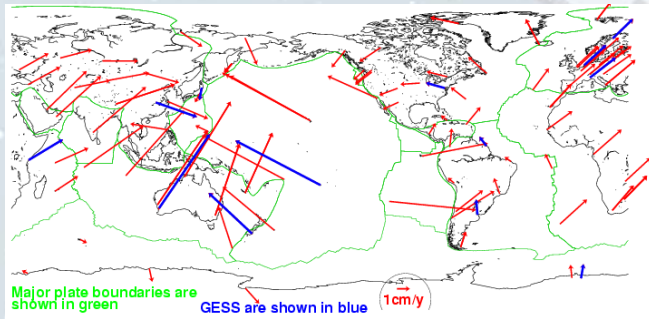 Major plate boundaries are
shown in green
GESS are shown in blue
1cm/y